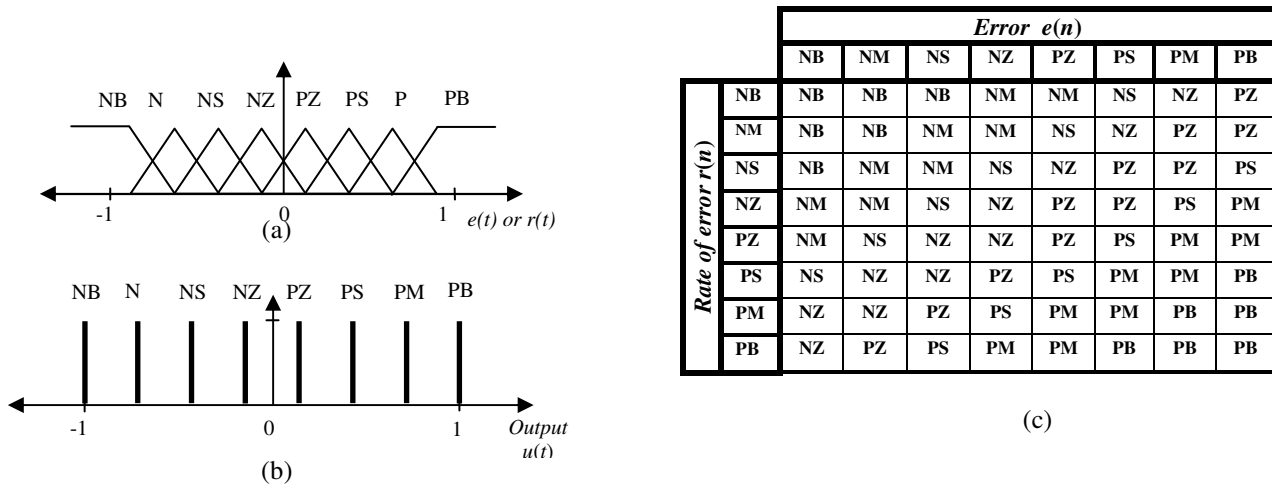 NB N NS NZ PZ PS P PB
-1 0 1
e(t) or r(t)
(a)
NB N NS NZ PZ PS PM PB
-1 0 1 Output
u(t)
(b)
Error e(n)
NB NM NS NZ PZ PS PM PB
Rate of error r(n)
NB NB NB NB NM NM NS NZ PZ
NM NB NB NM NM NS NZ PZ PZ
NS NB NM NM NS NZ PZ PZ PS
NZ NM NM NS NZ PZ PZ PS PM
PZ NM NS NZ NZ PZ PS PM PM
PS NS NZ NZ PZ PS PM PM PB
PM NZ NZ PZ PS PM PM PB PB
PB NZ PZ PS PM PM PB PB PB
(c)